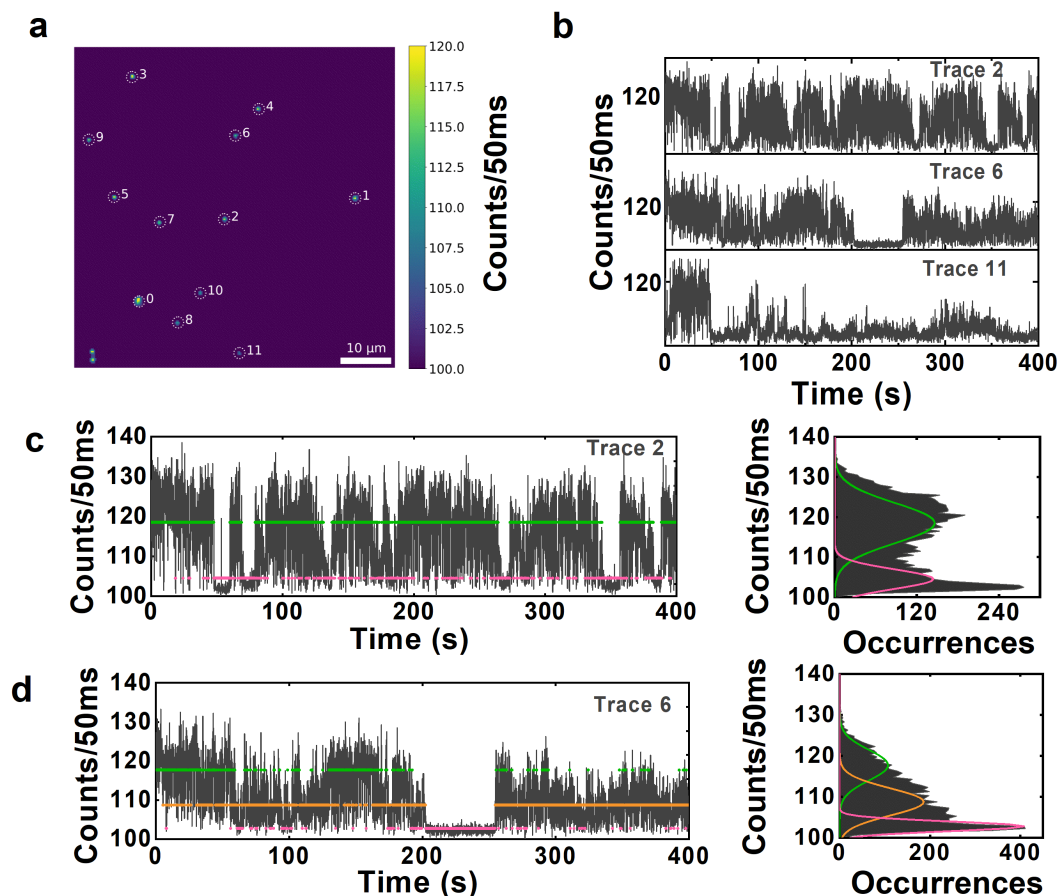 a
3
4
9
6
5
1
7
2
0
10
8
11
10 µm
120.0
117.5
115.0
112.5
110.0
107.5
105.0
102.5
100.0
Counts/50ms
b
Trace 2
120
Trace 6
120
Trace 11
120
Counts/50ms
0 100 200 300 400
Time (s)
c
Counts/50ms
140
130
120
110
100
Trace 2
0 100 200 300 400
Time (s)
Counts/50ms
140
130
120
110
100
0 120 240
Occurrences
d
Counts/50ms
140
130
120
110
100
Trace 6
0 100 200 300 400
Time (s)
Counts/50ms
140
130
120
110
100
0 200 400
Occurrences